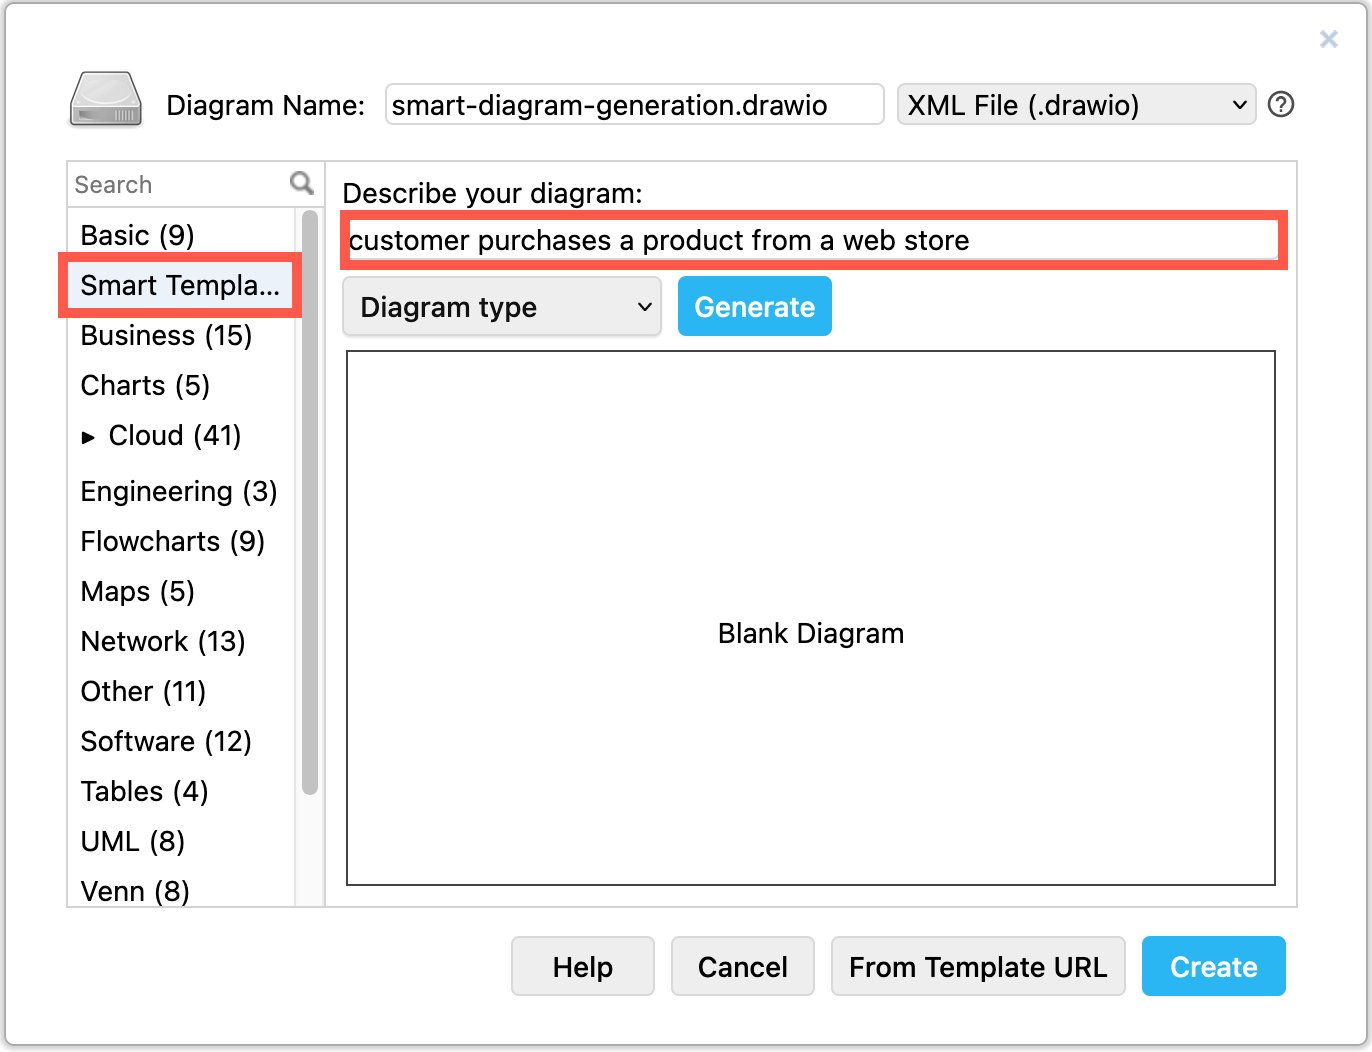 Diagram Name: smart-diagram-generation.drawio XML File (.drawio)
Search
Basic (9)
Smart Templa...
Business (15)
Charts (5)
Cloud (41)
Engineering (3)
Flowcharts (9)
Maps (5)
Network (13)
Other (11)
Software (12)
Tables (4)
UML (8)
Venn (8)
Describe your diagram:
customer purchases a product from a web store
Diagram type Generate
Blank Diagram
Help Cancel From Template URL Create